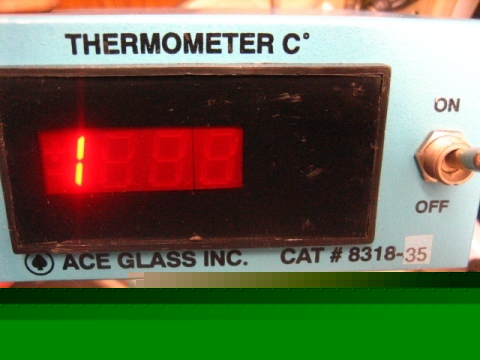 THERMOMETER C°
1
ON
OFF
ACE GLASS INC. CAT # 8318-35